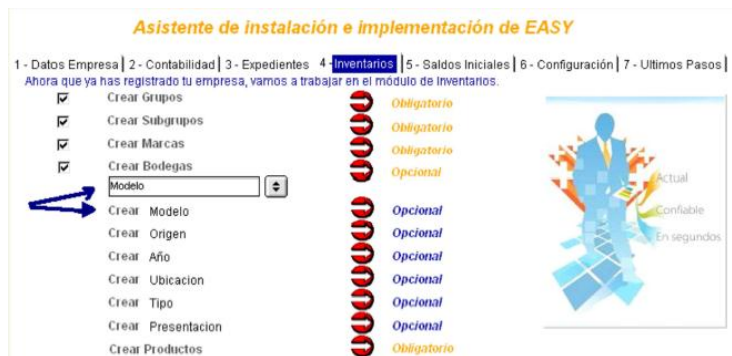 Asistente de instalación e implementación de EASY
1 - Datos Empresa 2 - Contabilidad 3 - Expedientes 4 - Inventarios 5 - Saldos Iniciales 6 - Configuración 7 - Ultimos Pasos
Ahora que ya has registrado tu empresa, vamos a trabajar en el módulo de Inventarios.
Crear Grupos Obligatorio
Crear Subgrupos Obligatorio
Crear Marcas Obligatorio
Crear Bodegas Opcional
Modelo
Crear Modelo Opcional
Crear Origen Opcional
Crear Año Opcional
Crear Ubicacion Opcional
Crear Tipo Opcional
Crear Presentacion Opcional
Crear Productos Obligatorio
Actual
Confiable
En segundos